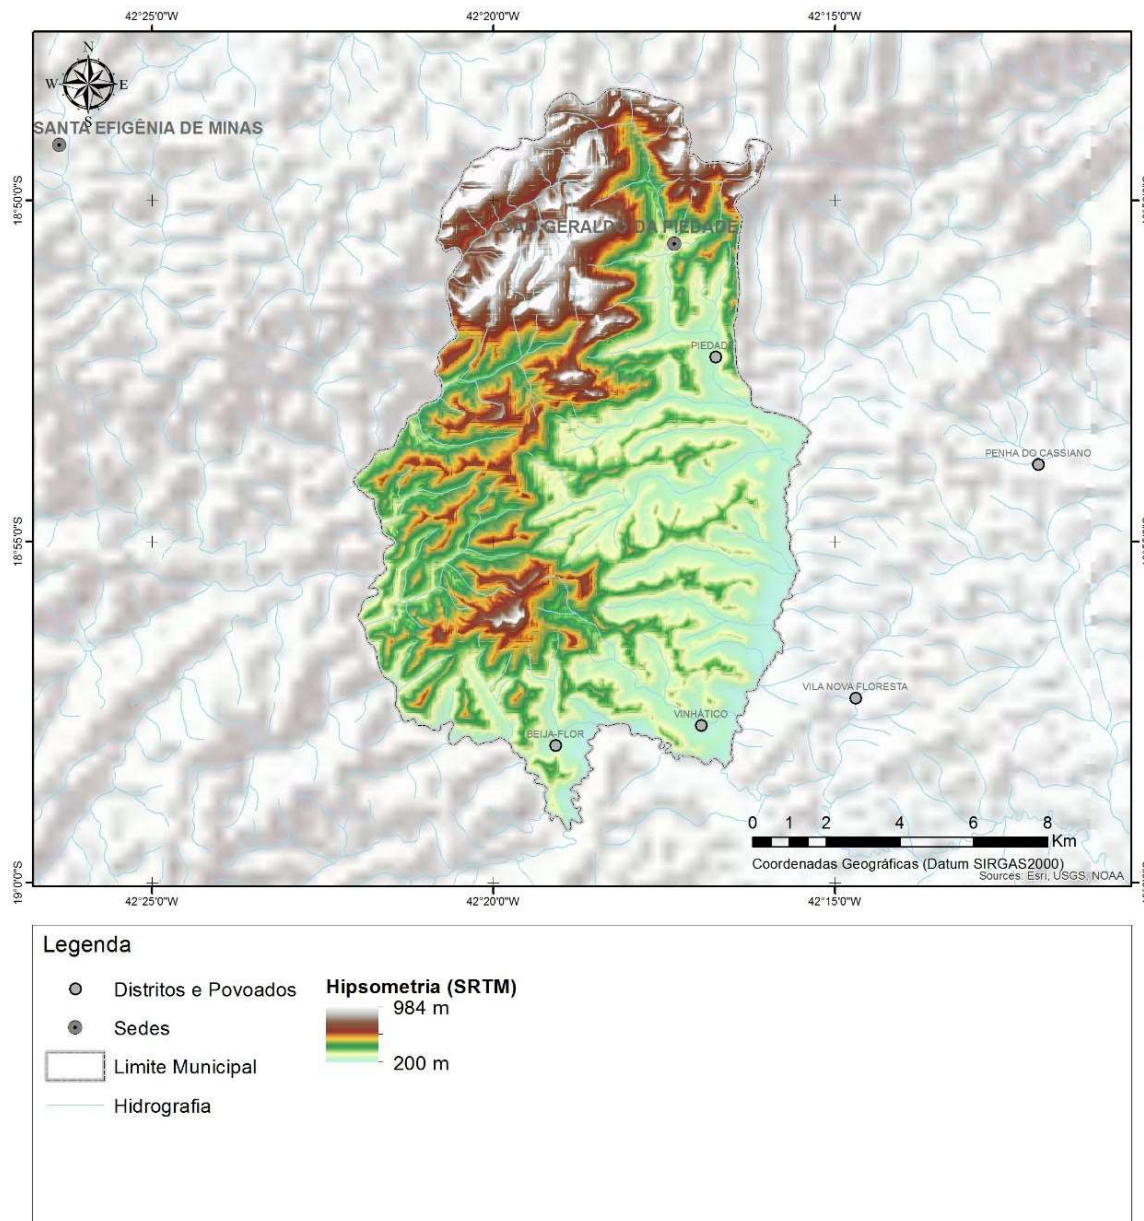 42°25'0"W 42°20'0"W 42°15'0"W
N
W E
S
SANTA EFIGÊNIA DE MINAS
18°50'0"S
SÃO GERALDO DA PIEDADE
PIEDADE
PENHA DO CASSIANO
18°55'0"S
VILA NOVA FLORESTA
VINHÁTICO
BEIJA-FLOR
0 1 2 4 6 8
Km
Coordenadas Geográficas (Datum SIRGAS2000)
Sources: Esri, USGS, NOAA
19°0'0"S
42°25'0"W 42°20'0"W 42°15'0"W
Legenda
Distritos e Povoados
Sedes
Limite Municipal
Hidrografia
Hipsometria (SRTM)
984 m
200 m